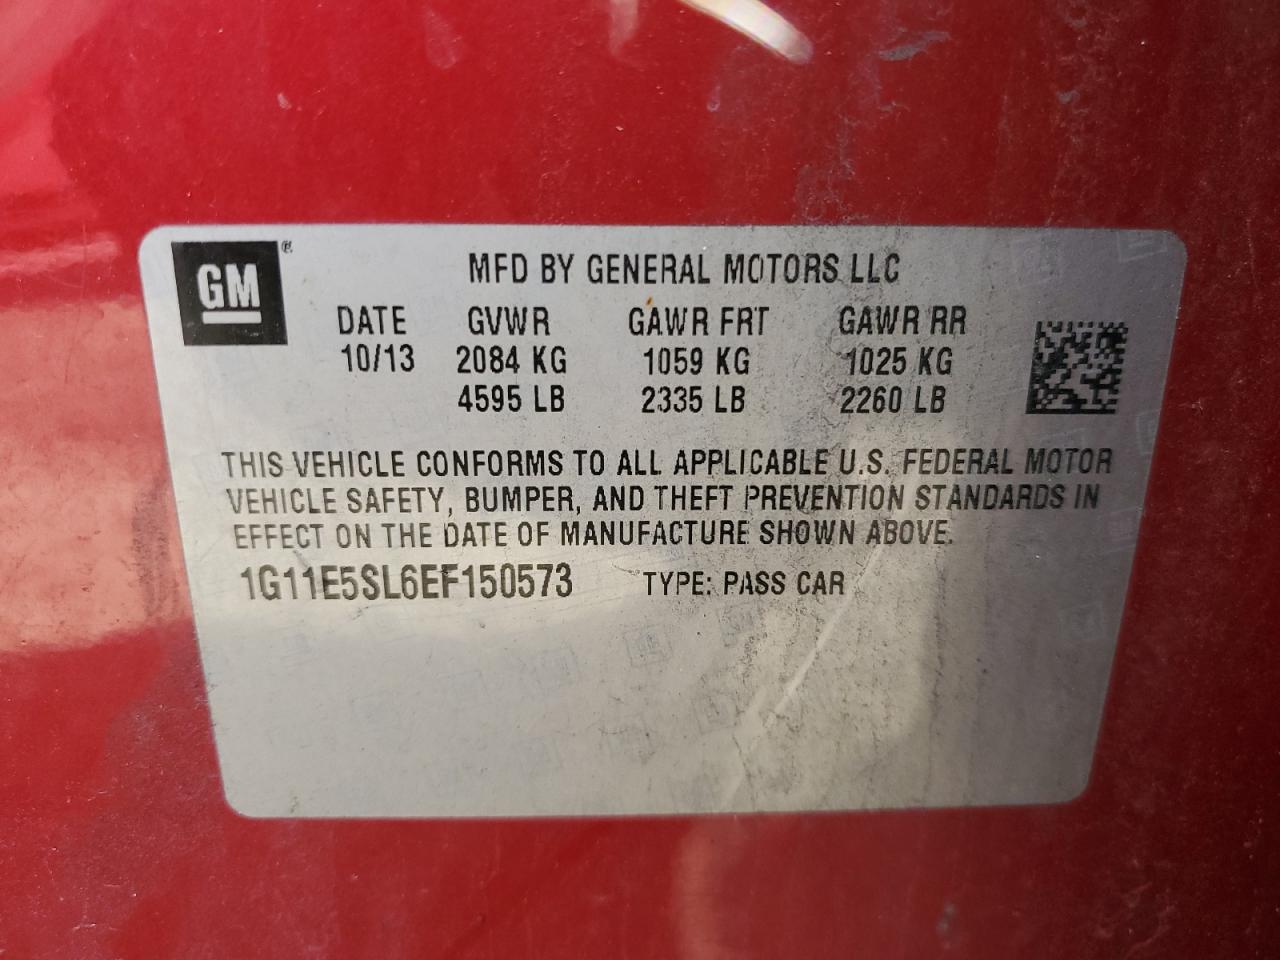 GM®
MFD BY GENERAL MOTORS LLC
DATE GVWR GAWR FRT GAWR RR
10/13 2084 KG 1059 KG 1025 KG
4595 LB 2335 LB 2260 LB
THIS VEHICLE CONFORMS TO ALL APPLICABLE U.S. FEDERAL MOTOR
VEHICLE SAFETY, BUMPER, AND THEFT PREVENTION STANDARDS IN
EFFECT ON THE DATE OF MANUFACTURE SHOWN ABOVE.
1G11E5SL6EF150573 TYPE: PASS CAR